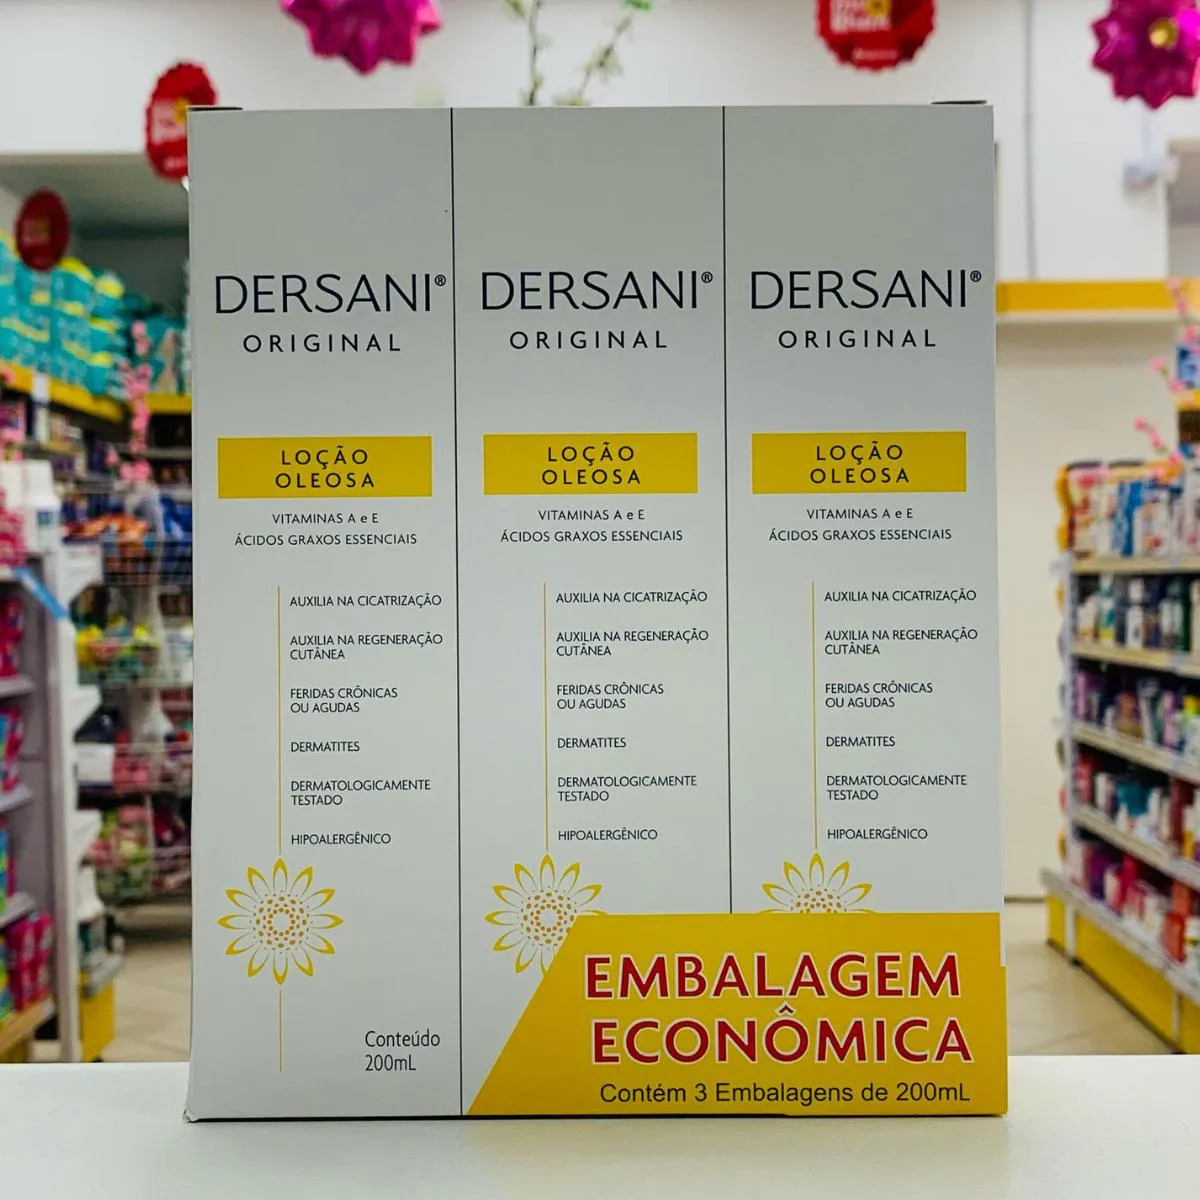 DERSANI®
ORIGINAL
LOÇÃO
OLEOSA
VITAMINAS A e E
ÁCIDOS GRAXOS ESSENCIAIS
AUXILIA NA CICATRIZAÇÃO
AUXILIA NA REGENERAÇÃO
CUTÂNEA
FERIDAS CRÔNICAS
OU AGUDAS
DERMATITES
DERMATOLOGICAMENTE
TESTADO
HIPOALERGÊNICO
Conteúdo
200mL
DERSANI®
ORIGINAL
LOÇÃO
OLEOSA
VITAMINAS A e E
ÁCIDOS GRAXOS ESSENCIAIS
AUXILIA NA CICATRIZAÇÃO
AUXILIA NA REGENERAÇÃO
CUTÂNEA
FERIDAS CRÔNICAS
OU AGUDAS
DERMATITES
DERMATOLOGICAMENTE
TESTADO
HIPOALERGÊNICO
DERSANI®
ORIGINAL
LOÇÃO
OLEOSA
VITAMINAS A e E
ÁCIDOS GRAXOS ESSENCIAIS
AUXILIA NA CICATRIZAÇÃO
AUXILIA NA REGENERAÇÃO
CUTÂNEA
FERIDAS CRÔNICAS
OU AGUDAS
DERMATITES
DERMATOLOGICAMENTE
TESTADO
HIPOALERGÊNICO
EMBALAGEM
ECONÔMICA
Contém 3 Embalagens de 200mL